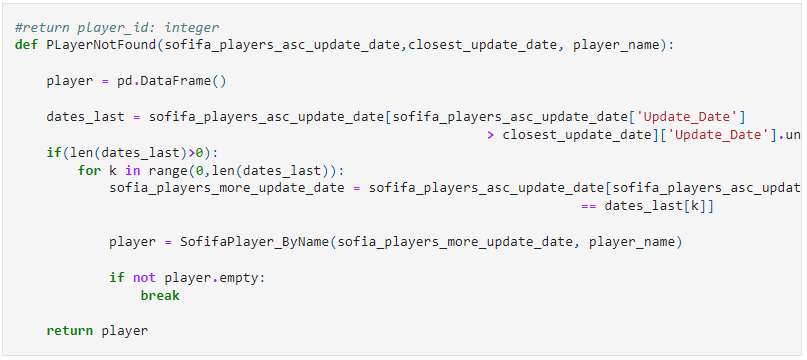 #return player_id: integer
def PLayerNotFound(sofifa_players_asc_update_date,closest_update_date, player_name):
    player = pd.DataFrame()
    dates_last = sofifa_players_asc_update_date[sofifa_players_asc_update_date['Update_Date']
                                                            > closest_update_date]['Update_Date'].un
    if(len(dates_last)>0):
        for k in range(0,len(dates_last)):
            sofia_players_more_update_date = sofifa_players_asc_update_date[sofifa_players_asc_updat
                                                                            == dates_last[k]]
            player = SofifaPlayer_ByName(sofia_players_more_update_date, player_name)
            if not player.empty:
                break
    return player